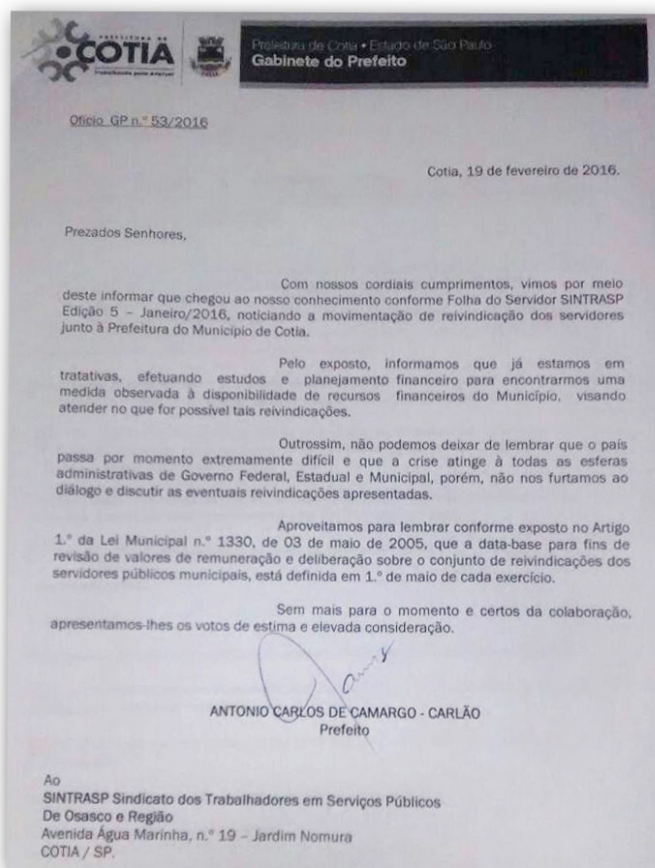 PREFEITURA DE
COTIA
Trabalhando para avançar
COTIA
Prefeitura de Cotia • Estado de São Paulo
Gabinete do Prefeito
Ofício GP n.º 53/2016
Cotia, 19 de fevereiro de 2016.
Prezados Senhores,
Com nossos cordiais cumprimentos, vimos por meio
deste informar que chegou ao nosso conhecimento conforme Folha do Servidor SINTRASP
Edição 5 – Janeiro/2016, noticiando a movimentação de reivindicação dos servidores
junto à Prefeitura do Município de Cotia.
Pelo exposto, informamos que já estamos em
tratativas, efetuando estudos e planejamento financeiro para encontrarmos uma
medida observada à disponibilidade de recursos financeiros do Município, visando
atender no que for possível tais reivindicações.
Outrossim, não podemos deixar de lembrar que o país
passa por momento extremamente difícil e que a crise atinge à todas as esferas
administrativas de Governo Federal, Estadual e Municipal, porém, não nos furtamos ao
diálogo e discutir as eventuais reivindicações apresentadas.
Aproveitamos para lembrar conforme exposto no Artigo
1.º da Lei Municipal n.º 1330, de 03 de maio de 2005, que a data-base para fins de
revisão de valores de remuneração e deliberação sobre o conjunto de reivindicações dos
servidores públicos municipais, está definida em 1.º de maio de cada exercício.
Sem mais para o momento e certos da colaboração,
apresentamos-lhes os votos de estima e elevada consideração.
ANTONIO CARLOS DE CAMARGO - CARLÃO
Prefeito
Ao
SINTRASP Sindicato dos Trabalhadores em Serviços Públicos
De Osasco e Região
Avenida Água Marinha, n.º 19 – Jardim Nomura
COTIA / SP.